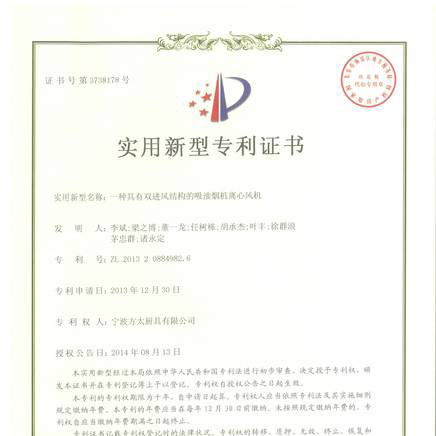 证书号第3738178号
实用新型专利证书
实用新型名称：一种具有双进风结构的吸油烟机离心风机
发 明 人：李斌;梁之博;董一龙;任树栋;胡承杰;叶丰;徐群浪
茅忠群;诸永定
专 利 号：ZL 2013 2 0884982.6
专利申请日：2013年12月30日
专 利 权 人：宁波方太厨具有限公司
授权公告日：2014年08月13日
本实用新型经过本局依照中华人民共和国专利法进行初步审查，决定授予专利权，颁
发本证书并在专利登记簿上予以登记。专利权自授权公告之日起生效。
本专利的专利权期限为十年，自申请日起算。专利权人应当依照专利法及其实施细则
规定缴纳年费。本专利的年费应当在每年12月30日前缴纳。未按照规定缴纳年费的，专利
权自应当缴纳年费期满之日起终止。
专利证书记载专利权登记时的法律状况。专利权的转移、质押、无效、终止、恢复和